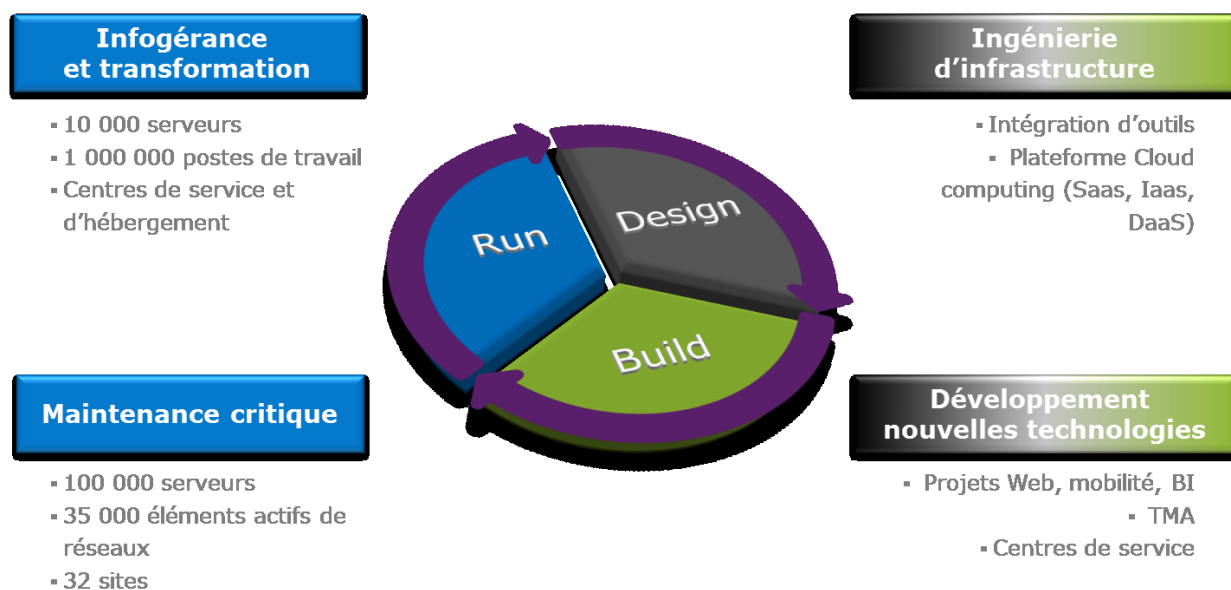 Infogérance
et transformation
▪ 10 000 serveurs
▪ 1 000 000 postes de travail
▪ Centres de service et
d'hébergement
Ingénierie
d’infrastructure
▪ Intégration d’outils
▪ Plateforme Cloud
computing (Saas, Iaas,
DaaS)
Run
Design
Build
Maintenance critique
▪ 100 000 serveurs
▪ 35 000 éléments actifs de
réseaux
▪ 32 sites
Développement
nouvelles technologies
▪ Projets Web, mobilité, BI
▪ TMA
▪ Centres de service